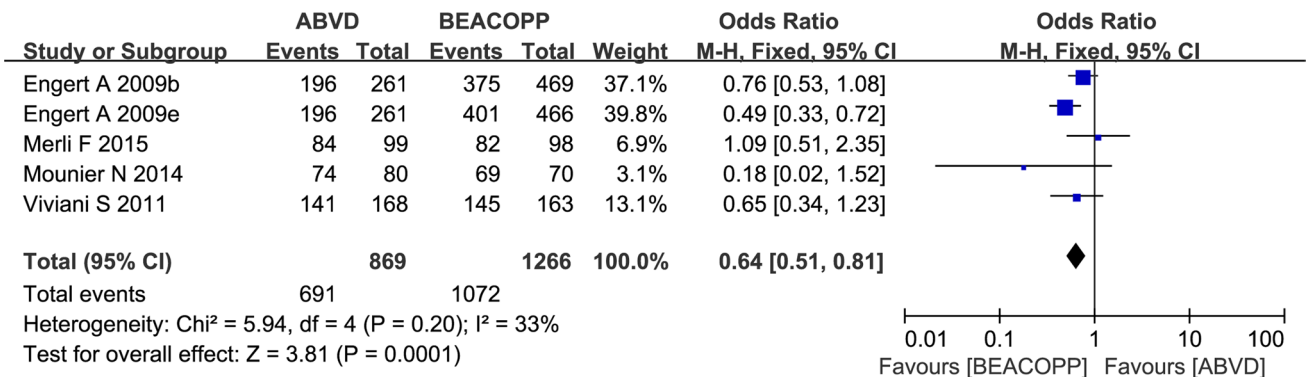 ABVD BEACOPP Odds Ratio Odds Ratio
Study or Subgroup Events Total Events Total Weight M-H, Fixed, 95% CI M-H, Fixed, 95% CI
Engert A 2009b 196 261 375 469 37.1% 0.76 [0.53, 1.08]
Engert A 2009e 196 261 401 466 39.8% 0.49 [0.33, 0.72]
Merli F 2015 84 99 82 98 6.9% 1.09 [0.51, 2.35]
Mounier N 2014 74 80 69 70 3.1% 0.18 [0.02, 1.52]
Viviani S 2011 141 168 145 163 13.1% 0.65 [0.34, 1.23]
Total (95% CI) 869 1266 100.0% 0.64 [0.51, 0.81]
Total events 691 1072
Heterogeneity: Chi² = 5.94, df = 4 (P = 0.20); I² = 33%
Test for overall effect: Z = 3.81 (P = 0.0001)
0.01 0.1 1 10 100
Favours [BEACOPP] Favours [ABVD]